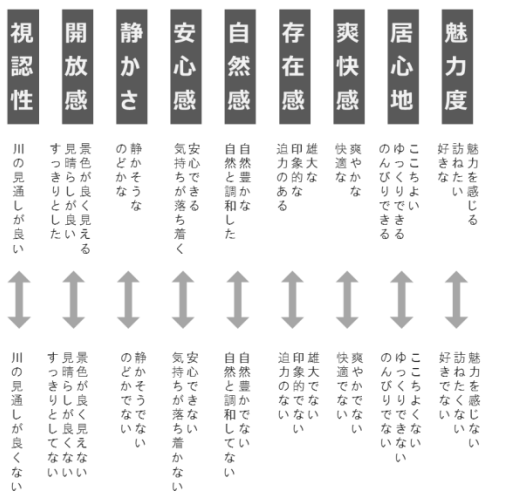 視認性
開放感
静かさ
安心感
自然感
存在感
爽快感
居心地
魅力度
川の見通しが良い
景色が良く見える
見晴らしが良い
すっきりとした
静かそうな
のどかな
安心できる
気持ちが落ち着く
自然豊かな
自然と調和した
雄大な
印象的な
迫力のある
爽やかな
快適な
ここちよい
ゆっくりできる
のんびりできる
魅力を感じる
訪ねたい
好きな
川の見通しが良くない
景色が良く見えない
見晴らしが良くない
すっきりとしてない
静かそうでない
のどかでない
安心できない
気持ちが落ち着かない
自然豊かでない
自然と調和してない
雄大でない
印象的でない
迫力のない
爽やかでない
快適でない
ここちよくない
ゆっくりできない
のんびりでない
魅力を感じない
訪ねたくない
好きでない